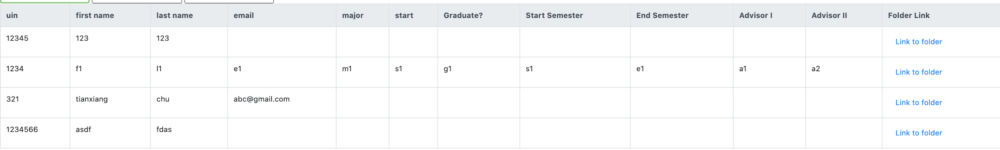 uin first name last name email major start Graduate? Start Semester End Semester Advisor I Advisor II Folder Link
12345 123 123 Link to folder
1234 f1 l1 e1 m1 s1 g1 s1 e1 a1 a2 Link to folder
321 tianxiang chu abc@gmail.com Link to folder
1234566 asdf fdas Link to folder